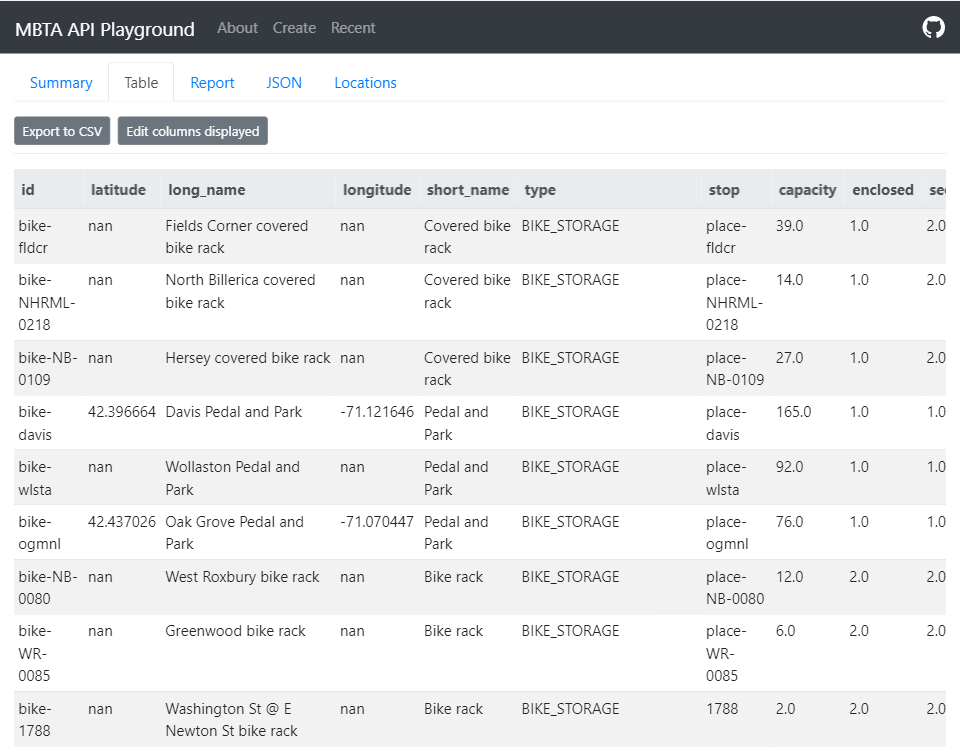 MBTA API Playground About Create Recent
Summary Table Report JSON Locations
Export to CSV Edit columns displayed
id latitude long_name longitude short_name type stop capacity enclosed
bike- nan Fields Corner covered nan Covered bike BIKE_STORAGE place- 39.0 1.0 2.0
fldcr bike rack rack fldcr
bike- nan North Billerica covered nan Covered bike BIKE_STORAGE place- 14.0 1.0 2.0
NHRML- bike rack rack NHRML-
0218 0218
bike-NB- nan Hersey covered bike rack nan Covered bike BIKE_STORAGE place- 27.0 1.0 2.0
0109 rack NB-0109
bike- 42.396664 Davis Pedal and Park -71.121646 Pedal and BIKE_STORAGE place- 165.0 1.0 1.0
davis Park davis
bike- nan Wollaston Pedal and nan Pedal and BIKE_STORAGE place- 92.0 1.0 1.0
wlsta Park Park wlsta
bike- 42.437026 Oak Grove Pedal and -71.070447 Pedal and BIKE_STORAGE place- 76.0 1.0 1.0
ogmnl Park Park ogmnl
bike-NB- nan West Roxbury bike rack nan Bike rack BIKE_STORAGE place- 12.0 2.0 2.0
0080 NB-0080
bike- nan Greenwood bike rack nan Bike rack BIKE_STORAGE place- 6.0 2.0 2.0
WR- WR-
0085 0085
bike- nan Washington St @ E nan Bike rack BIKE_STORAGE 1788 2.0 2.0 2.0
1788 Newton St bike rack